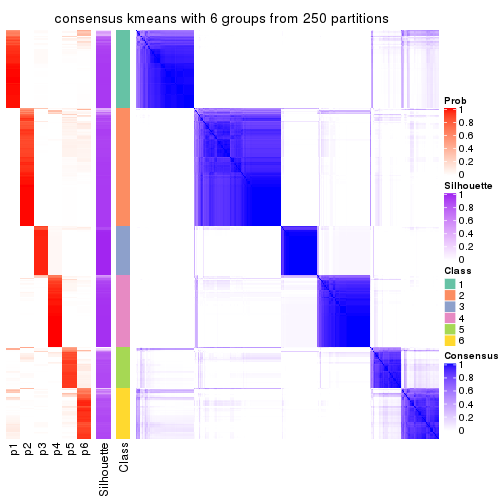 consensus kmeans with 6 groups from 250 partitions
Prob
1
0.8
0.6
0.4
0.2
0
Silhouette
1
0.8
0.6
0.4
0.2
0
Class
1
2
3
4
5
6
Consensus
1
0.8
0.6
0.4
0.2
0
p1
p2
p3
p4
p5
p6
Silhouette
Class